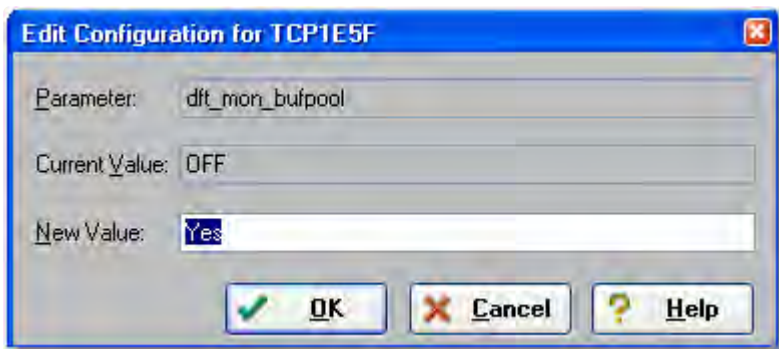 Edit Configuration for TCP1E5F
Parameter: dft_mon_bufpool
Current Value: OFF
New Value: Yes
OK Cancel Help